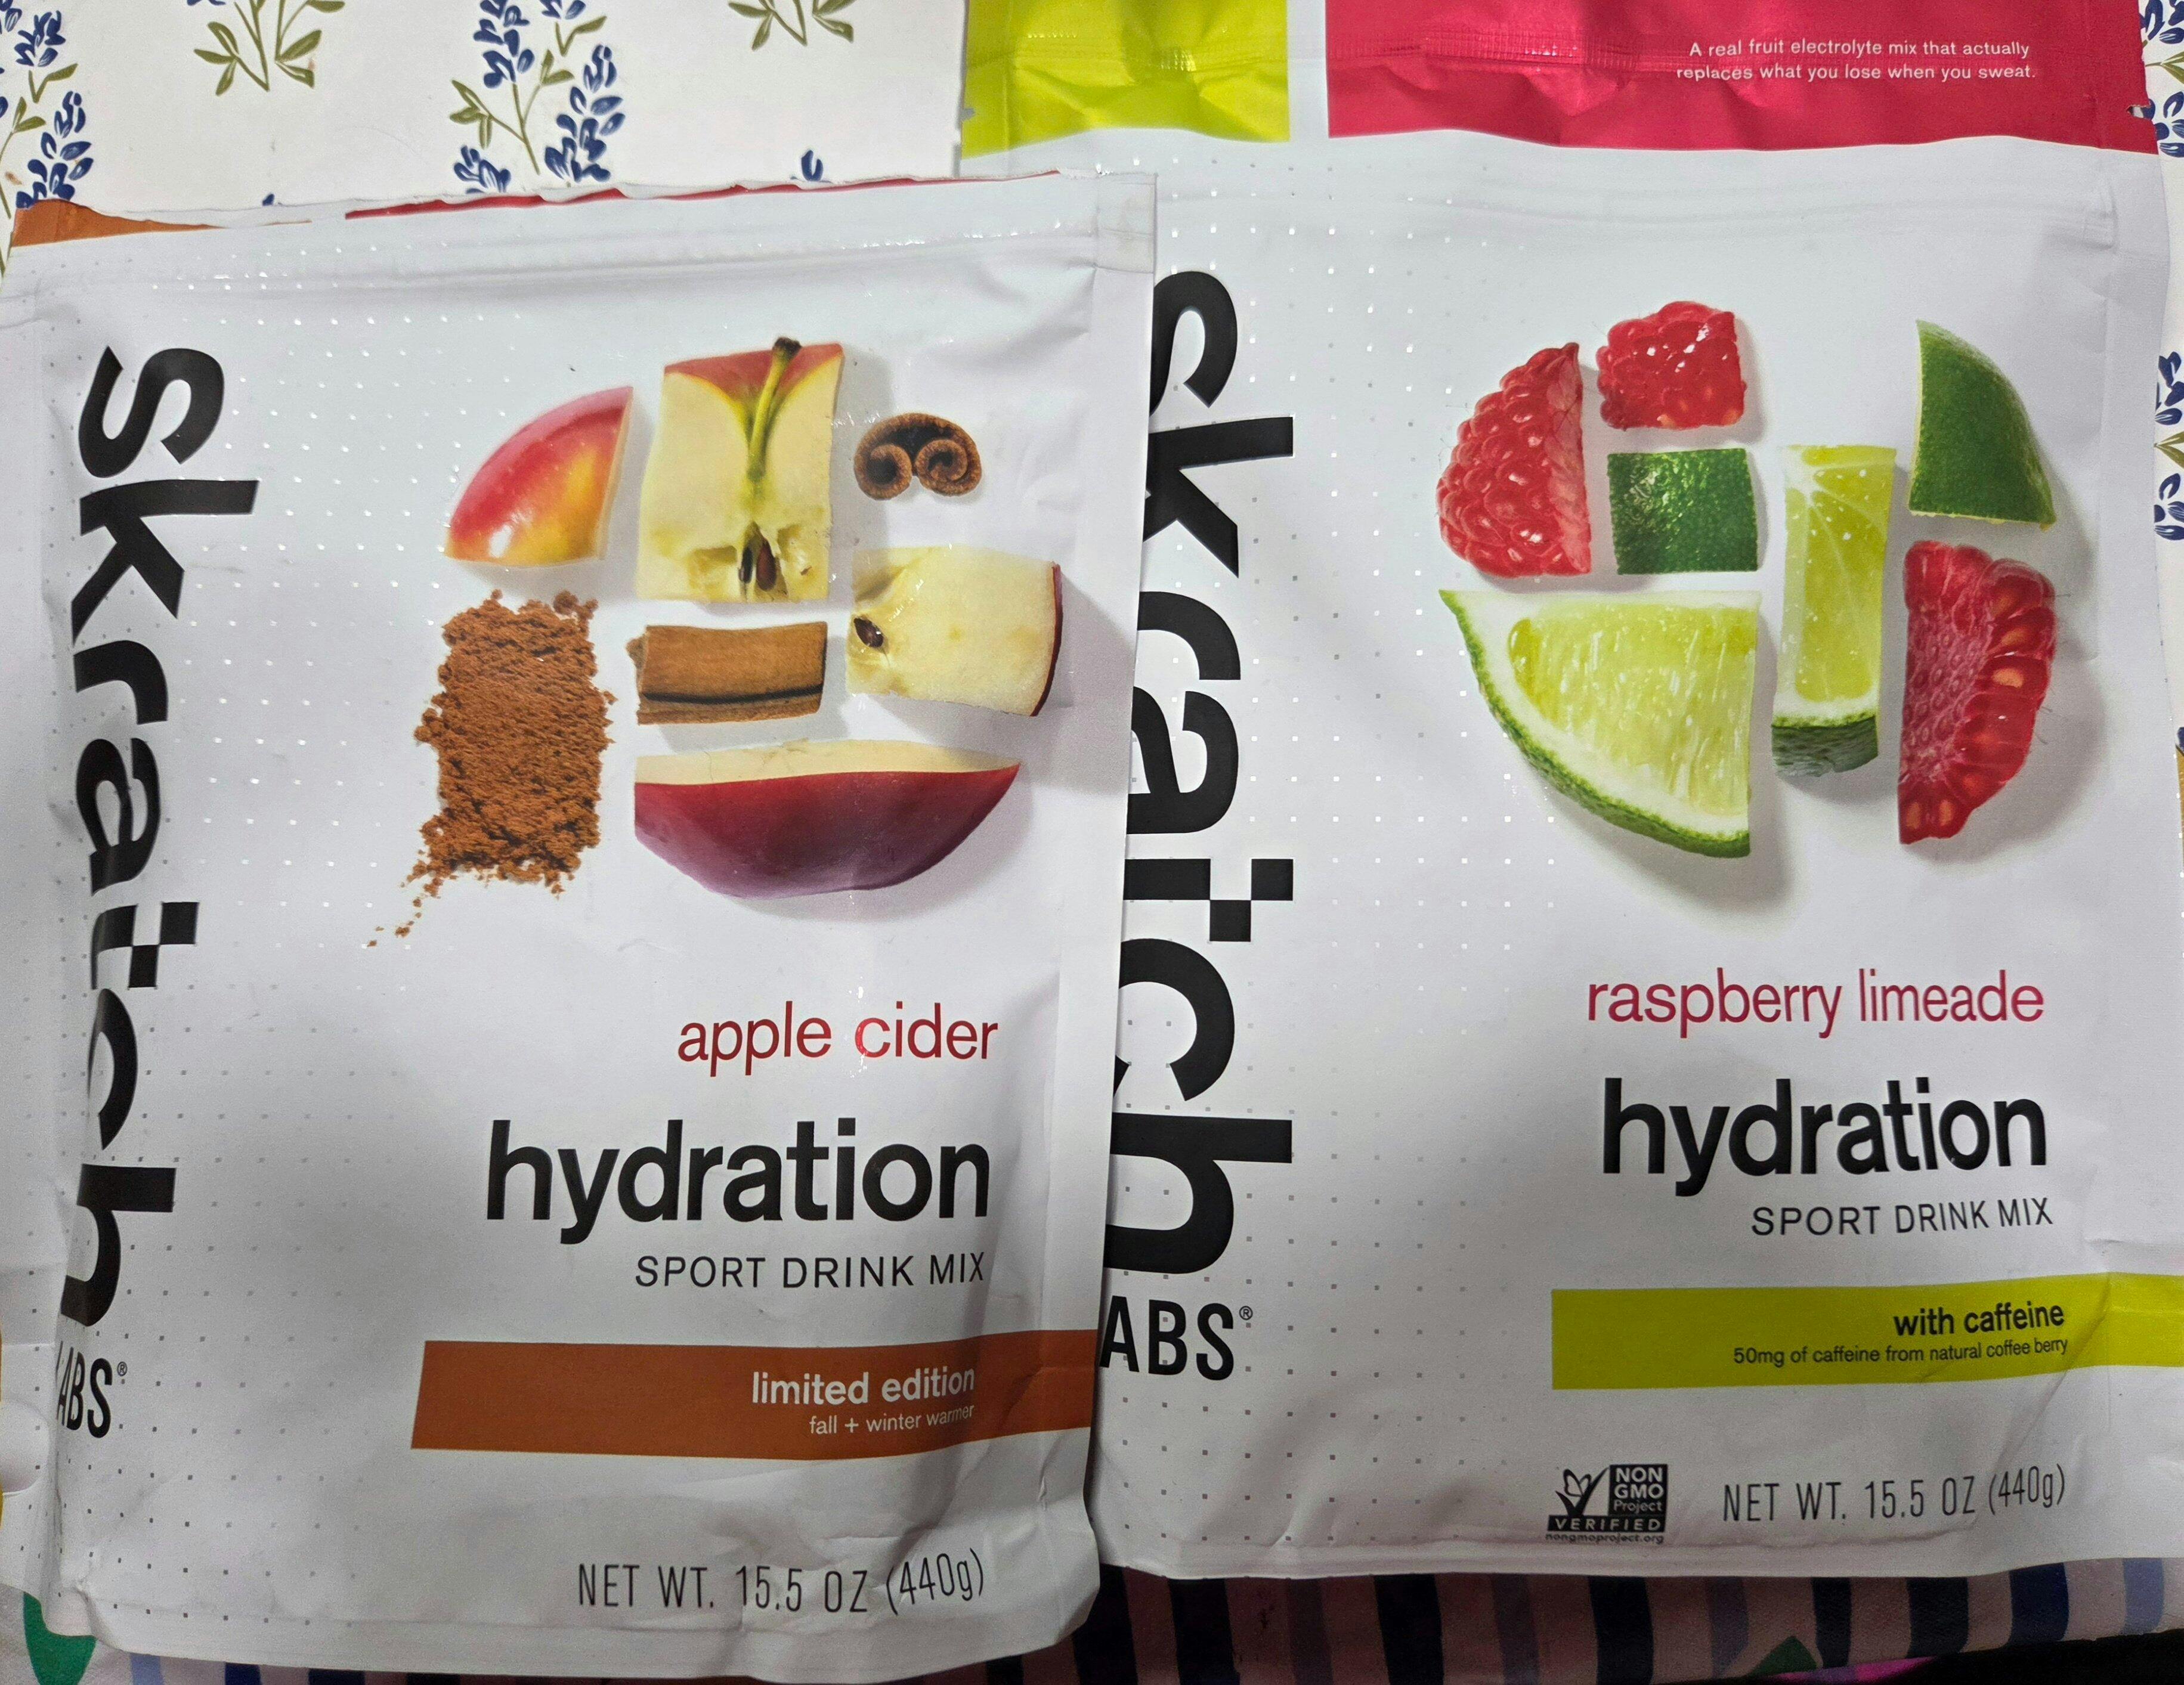 skratch
LABS®
apple cider
hydration
SPORT DRINK MIX
limited edition
fall + winter warmer
NET WT. 15.5 OZ (440g)
A real fruit electrolyte mix that actually
replaces what you lose when you sweat.
skratch
ABS®
raspberry limeade
hydration
SPORT DRINK MIX
with caffeine
50mg of caffeine from natural coffee berry
NON
GMO
Project
VERIFIED
nongmoproject.org
NET WT. 15.5 OZ (440g)